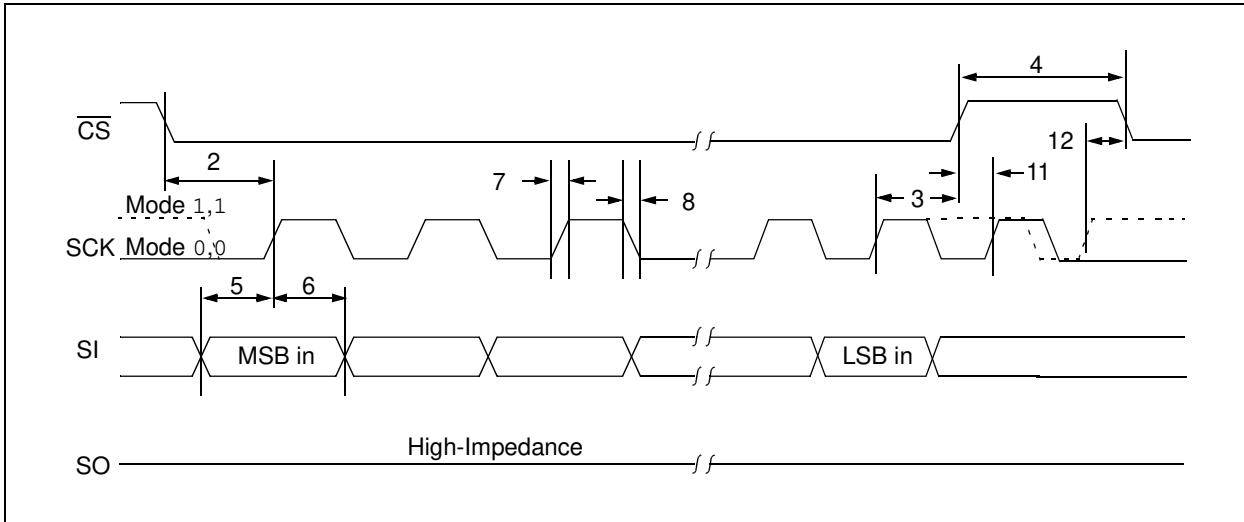 4
CS
12
2
7
8
3
11
Mode 1,1
SCK Mode 0,0
5
6
SI
MSB in
LSB in
High-Impedance
SO